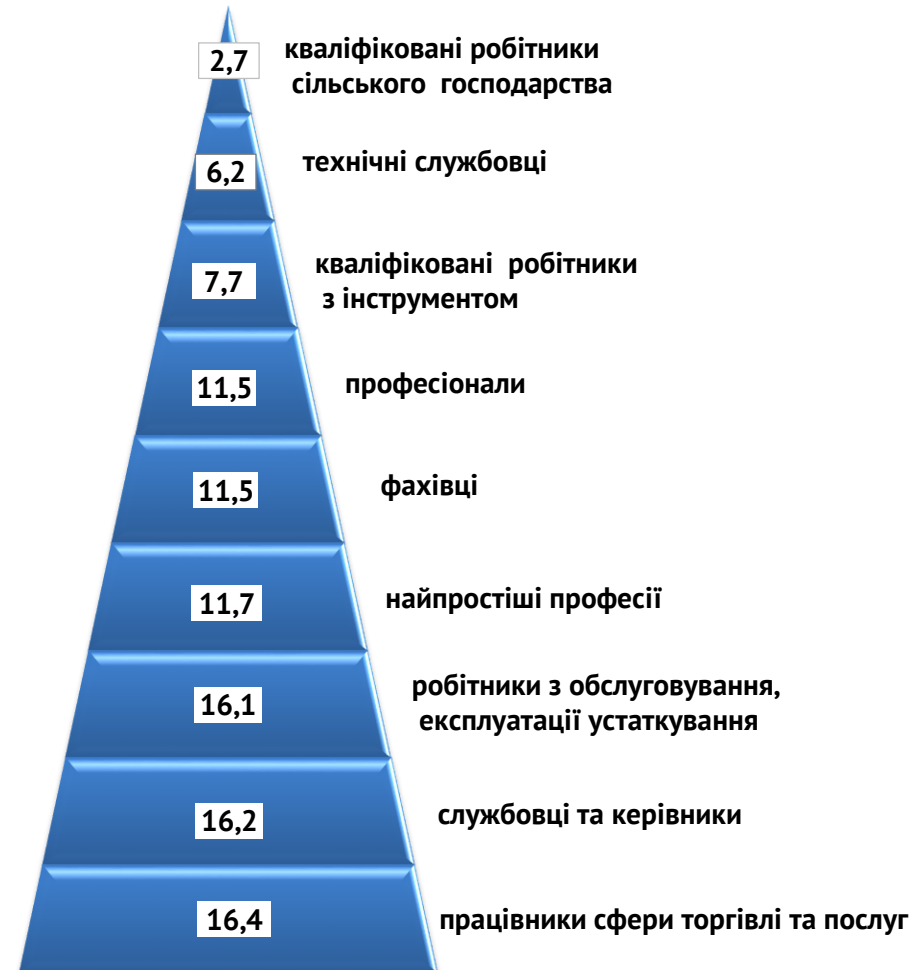 2,7
кваліфіковані робітники
сільського господарства
6,2
технічні службовці
7,7
кваліфіковані робітники
з інструментом
11,5
професіонали
11,5
фахівці
11,7
найпростіші професії
16,1
робітники з обслуговування,
експлуатації устаткування
16,2
службовці та керівники
16,4
працівники сфери торгівлі та послуг